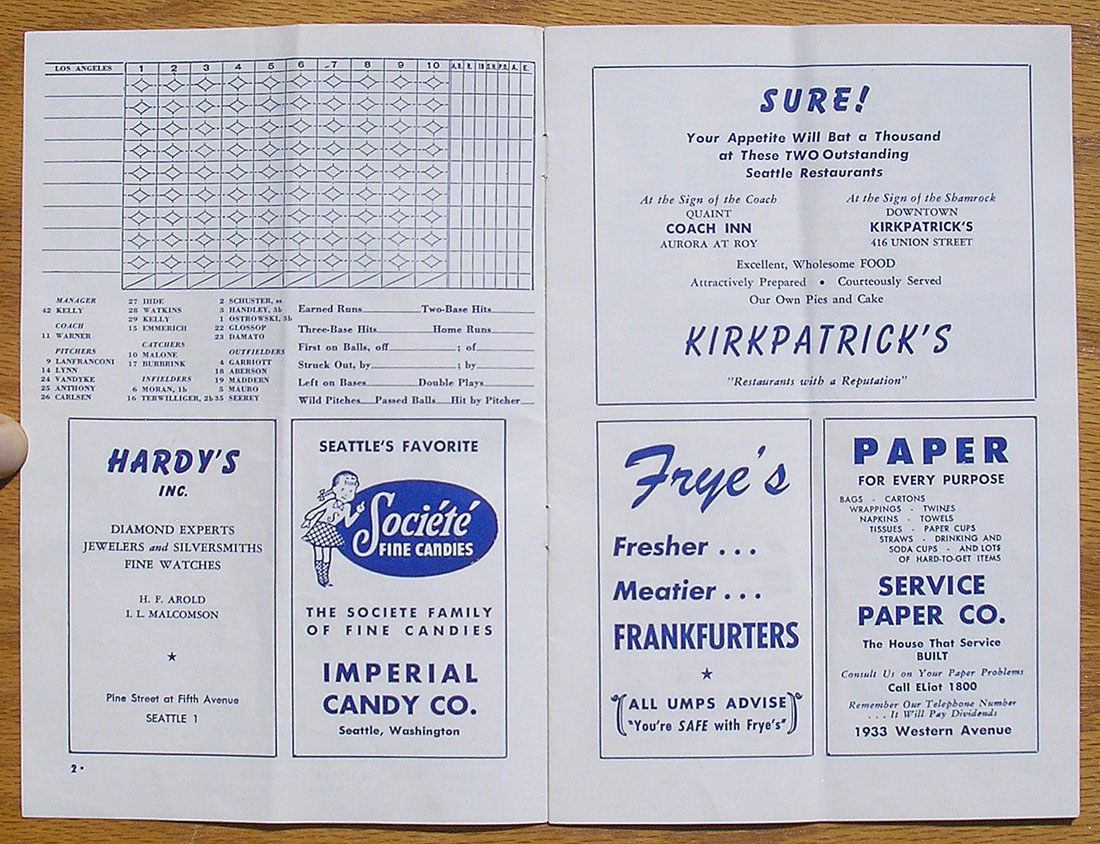 LOS ANGELES 1 2 3 4 5 6 7 8 9 10 A.B. R. 1B S.H. P.O. A. E.
MANAGER
42 KELLY
COACH
11 WARNER
PITCHERS
9 LANFRANCONI
14 LYNN
24 VANDYKE
25 ANTHONY
26 CARLSEN
27 IHDE
28 WATKINS
29 KELLY
15 EMMERICH
CATCHERS
10 MALONE
17 BURBRINK
INFIELDERS
6 MORAN, 1b
16 TERWILLIGER, 2b
2 SCHUSTER, ss
3 HANDLEY, 3b
1 OSTROWSKI, 3b
22 GLOSSOP
23 DAMATO
OUTFIELDERS
4 GARRIOTT
18 ABERSON
19 MADDERN
5 MAURO
35 SEEREY
Earned Runs Two-Base Hits
Three-Base Hits Home Runs
First on Balls, off ; of
Struck Out, by ; by
Left on Bases Double Plays
Wild Pitches Passed Balls Hit by Pitcher
HARDY'S
INC.
DIAMOND EXPERTS
JEWELERS and SILVERSMITHS
FINE WATCHES
H. F. AROLD
I. L. MALCOMSON
Pine Street at Fifth Avenue
SEATTLE 1
SEATTLE'S FAVORITE
Société
FINE CANDIES
THE SOCIETE FAMILY
OF FINE CANDIES
IMPERIAL
CANDY CO.
Seattle, Washington
2 •
SURE!
Your Appetite Will Bat a Thousand
at These TWO Outstanding
Seattle Restaurants
At the Sign of the Coach
QUAINT
COACH INN
AURORA AT ROY
At the Sign of the Shamrock
DOWNTOWN
KIRKPATRICK'S
416 UNION STREET
Excellent, Wholesome FOOD
Attractively Prepared • Courteously Served
Our Own Pies and Cake
KIRKPATRICK'S
"Restaurants with a Reputation"
Frye's
Fresher . . .
Meatier . . .
FRANKFURTERS
ALL UMPS ADVISE
"You're SAFE with Frye's"
PAPER
FOR EVERY PURPOSE
BAGS - CARTONS
WRAPPINGS - TWINES
NAPKINS - TOWELS
TISSUES - PAPER CUPS
STRAWS - DRINKING AND
SODA CUPS - AND LOTS
OF HARD-TO-GET ITEMS
SERVICE
PAPER CO.
The House That Service
BUILT
Consult Us on Your Paper Problems
Call ELiot 1800
Remember Our Telephone Number
. . . It Will Pay Dividends
1933 Western Avenue